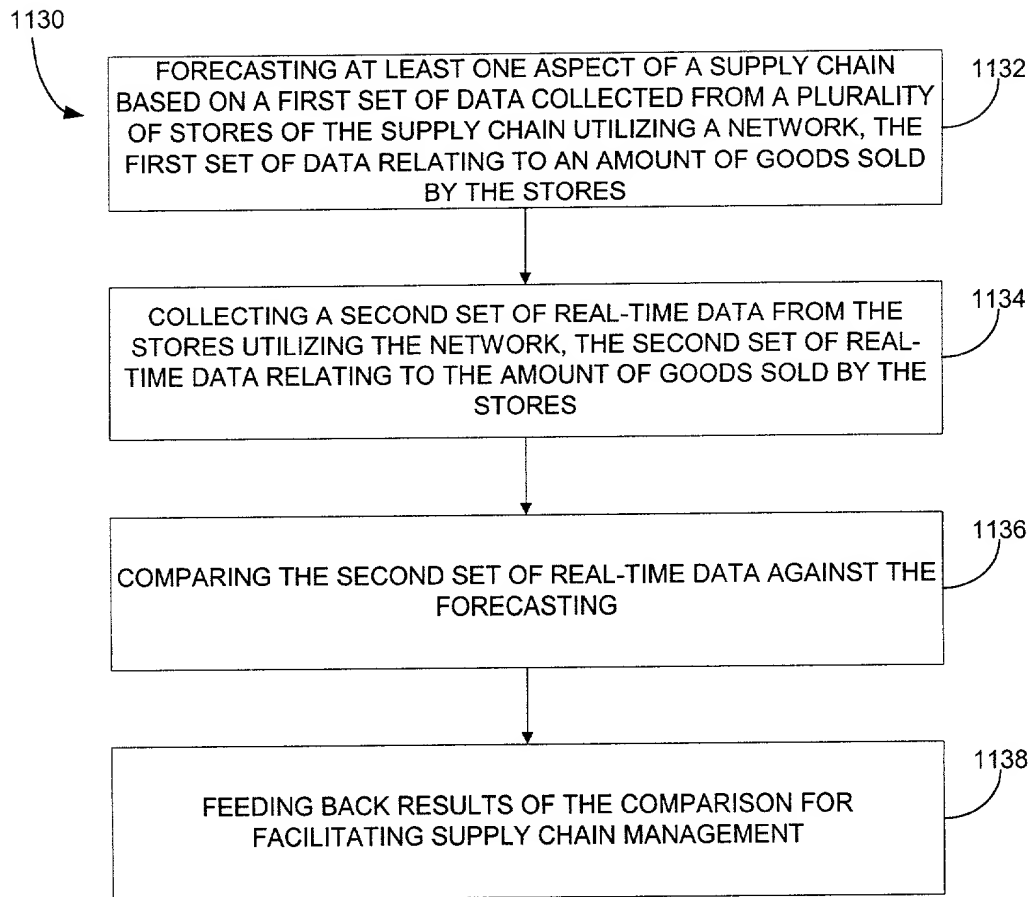 1130
FORECASTING AT LEAST ONE ASPECT OF A SUPPLY CHAIN
BASED ON A FIRST SET OF DATA COLLECTED FROM A PLURALITY
OF STORES OF THE SUPPLY CHAIN UTILIZING A NETWORK, THE
FIRST SET OF DATA RELATING TO AN AMOUNT OF GOODS SOLD
BY THE STORES
1132
COLLECTING A SECOND SET OF REAL-TIME DATA FROM THE
STORES UTILIZING THE NETWORK, THE SECOND SET OF REAL-
TIME DATA RELATING TO THE AMOUNT OF GOODS SOLD BY THE
STORES
1134
COMPARING THE SECOND SET OF REAL-TIME DATA AGAINST THE
FORECASTING
1136
FEEDING BACK RESULTS OF THE COMPARISON FOR
FACILITATING SUPPLY CHAIN MANAGEMENT
1138